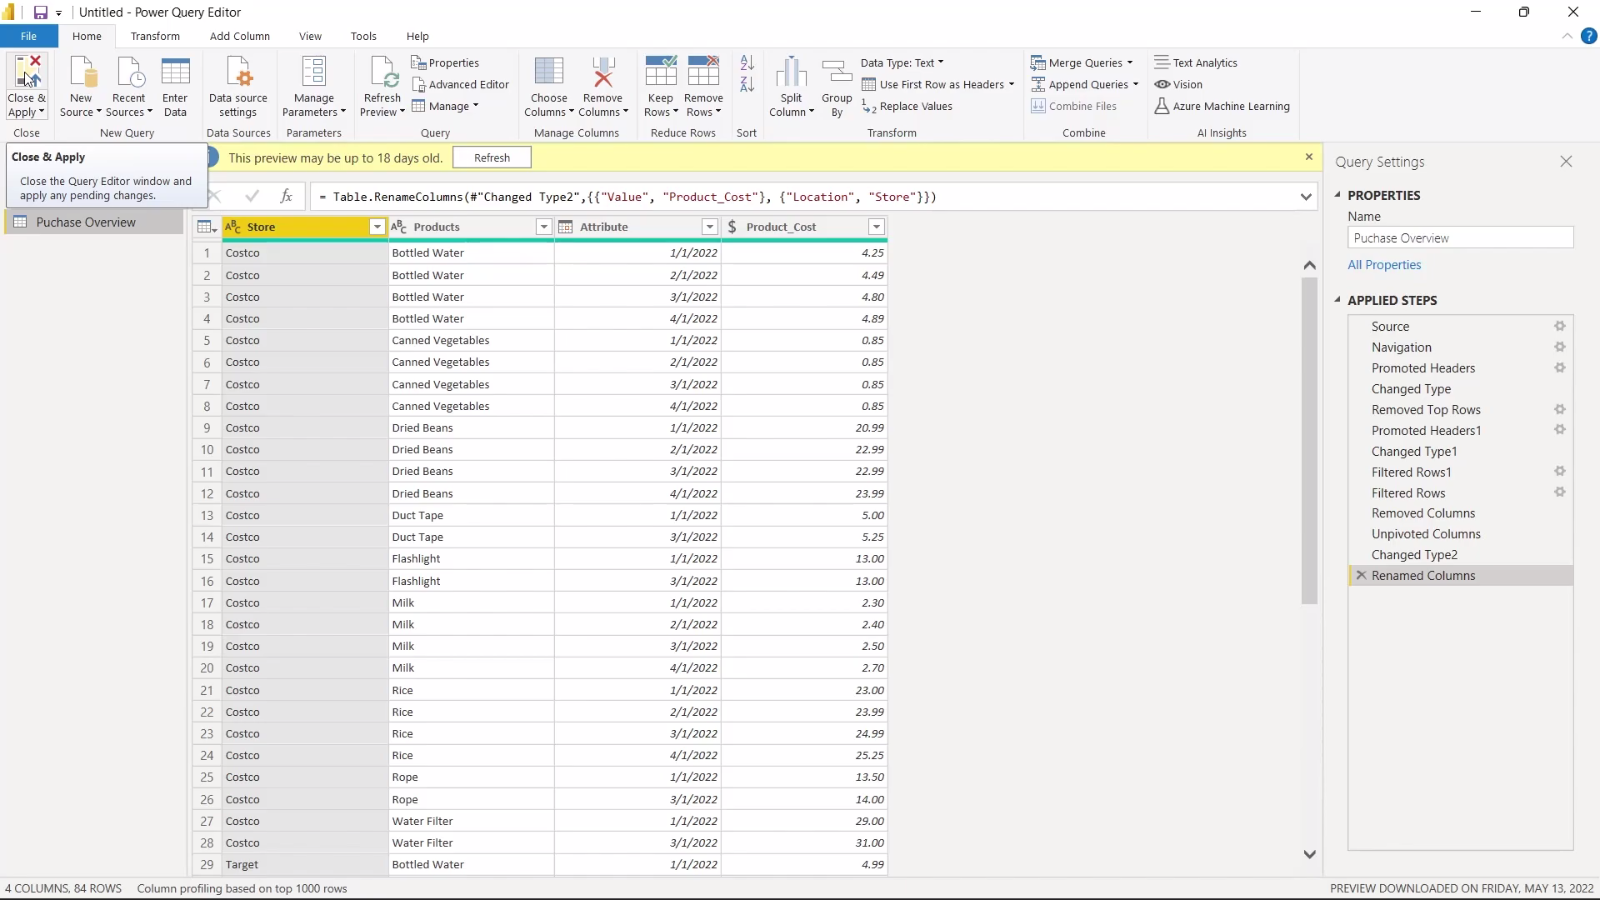 Untitled - Power Query Editor
File
Home
Transform
Add Column
View
Tools
Help
Close & Apply
New Source
Recent Sources
Enter Data
Data source settings
Manage Parameters
Refresh Preview
Properties
Advanced Editor
Manage
Choose Columns
Remove Columns
Keep Rows
Remove Rows
Split Column
Group By
Data Type: Text
Use First Row as Headers
Replace Values
Merge Queries
Append Queries
Combine Files
Text Analytics
Vision
Azure Machine Learning
Close
New Query
Data Sources
Parameters
Query
Manage Columns
Reduce Rows
Sort
Transform
Combine
AI Insights
Close & Apply
Close the Query Editor window and
apply any pending changes.
This preview may be up to 18 days old.
Refresh
= Table.RenameColumns(#"Changed Type2",{{"Value", "Product_Cost"}, {"Location", "Store"}})
Puchase Overview
Store Products Attribute Product_Cost
1 Costco Bottled Water 1/1/2022 4.25
2 Costco Bottled Water 2/1/2022 4.49
3 Costco Bottled Water 3/1/2022 4.80
4 Costco Bottled Water 4/1/2022 4.89
5 Costco Canned Vegetables 1/1/2022 0.85
6 Costco Canned Vegetables 2/1/2022 0.85
7 Costco Canned Vegetables 3/1/2022 0.85
8 Costco Canned Vegetables 4/1/2022 0.85
9 Costco Dried Beans 1/1/2022 20.99
10 Costco Dried Beans 2/1/2022 22.99
11 Costco Dried Beans 3/1/2022 22.99
12 Costco Dried Beans 4/1/2022 23.99
13 Costco Duct Tape 1/1/2022 5.00
14 Costco Duct Tape 3/1/2022 5.25
15 Costco Flashlight 1/1/2022 13.00
16 Costco Flashlight 3/1/2022 13.00
17 Costco Milk 1/1/2022 2.30
18 Costco Milk 2/1/2022 2.40
19 Costco Milk 3/1/2022 2.50
20 Costco Milk 4/1/2022 2.70
21 Costco Rice 1/1/2022 23.00
22 Costco Rice 2/1/2022 23.99
23 Costco Rice 3/1/2022 24.99
24 Costco Rice 4/1/2022 25.25
25 Costco Rope 1/1/2022 13.50
26 Costco Rope 3/1/2022 14.00
27 Costco Water Filter 1/1/2022 29.00
28 Costco Water Filter 3/1/2022 31.00
29 Target Bottled Water 1/1/2022 4.99
Query Settings
PROPERTIES
Name
Puchase Overview
All Properties
APPLIED STEPS
Source
Navigation
Promoted Headers
Changed Type
Removed Top Rows
Promoted Headers1
Changed Type1
Filtered Rows1
Filtered Rows
Removed Columns
Unpivoted Columns
Changed Type2
Renamed Columns
4 COLUMNS, 84 ROWS
Column profiling based on top 1000 rows
PREVIEW DOWNLOADED ON FRIDAY, MAY 13, 2022